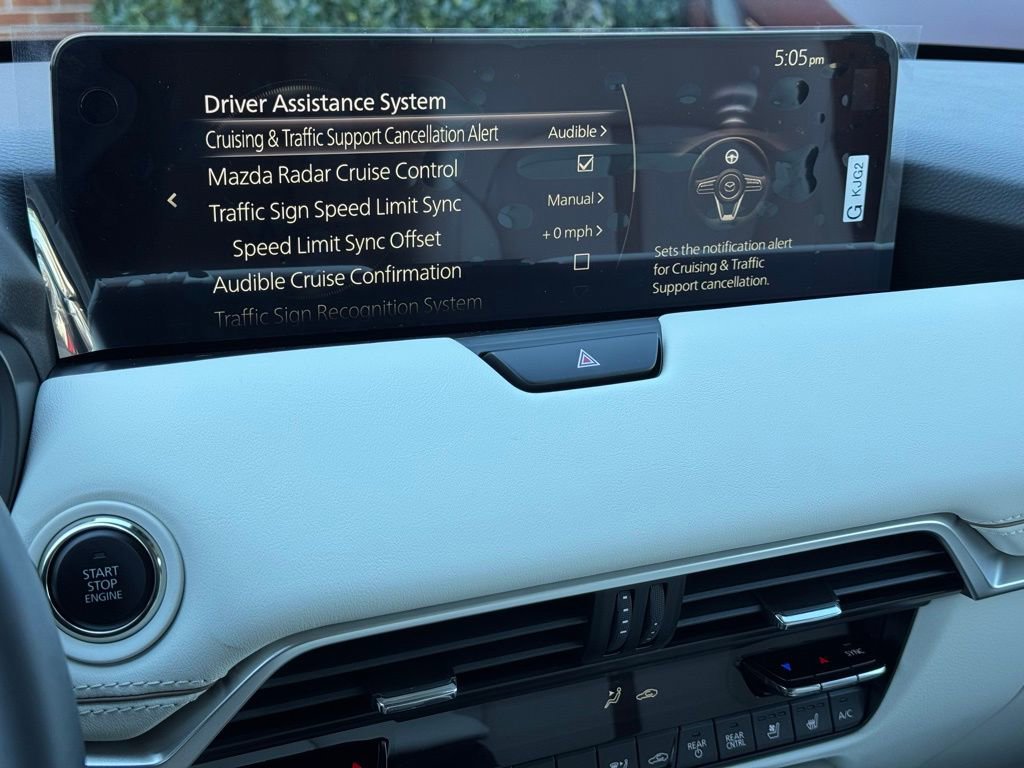 5:05 pm
Driver Assistance System
Cruising & Traffic Support Cancellation Alert
Audible
Mazda Radar Cruise Control
Traffic Sign Speed Limit Sync
Manual
Speed Limit Sync Offset
+ 0 mph
Audible Cruise Confirmation
Traffic Sign Recognition System
Sets the notification alert
for Cruising & Traffic
Support cancellation.
G KJG2
START
STOP
ENGINE
SYNC
REAR
REAR
CNTRL
A/C